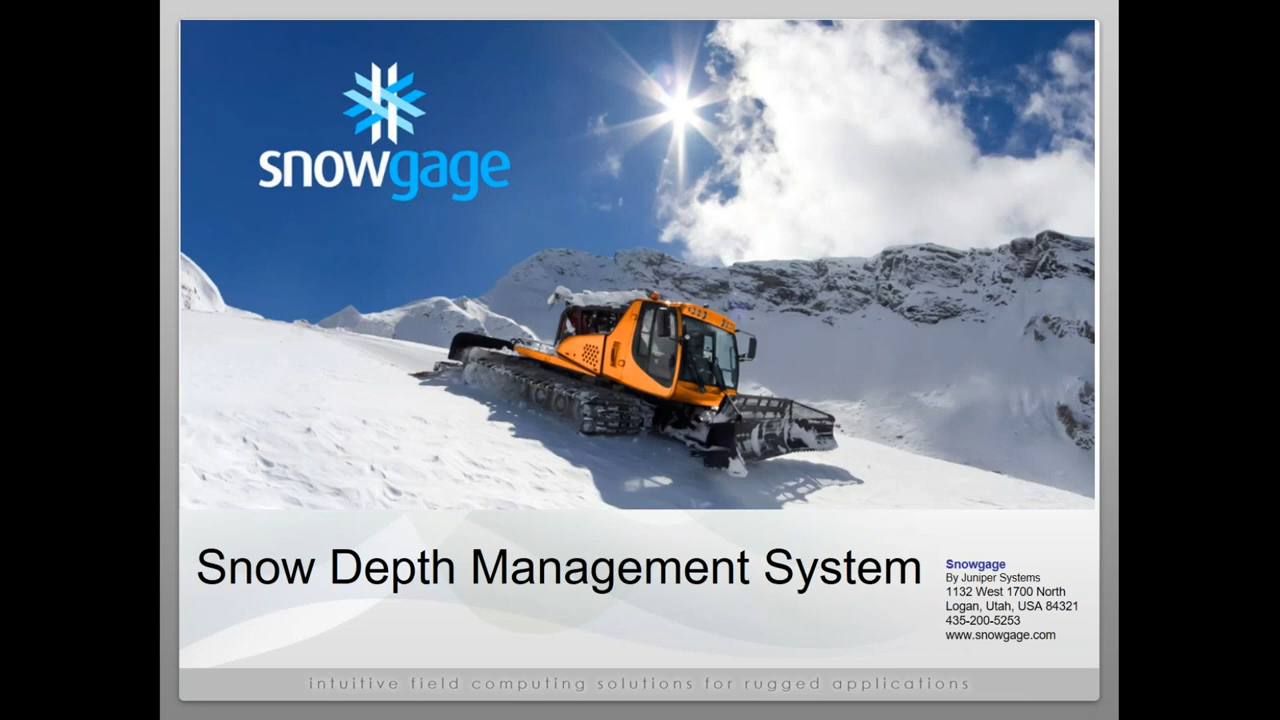 snowgage
Snow Depth Management System
Snowgage
By Juniper Systems
1132 West 1700 North
Logan, Utah, USA 84321
435-200-5253
www.snowgage.com
intuitive field computing solutions for rugged applications